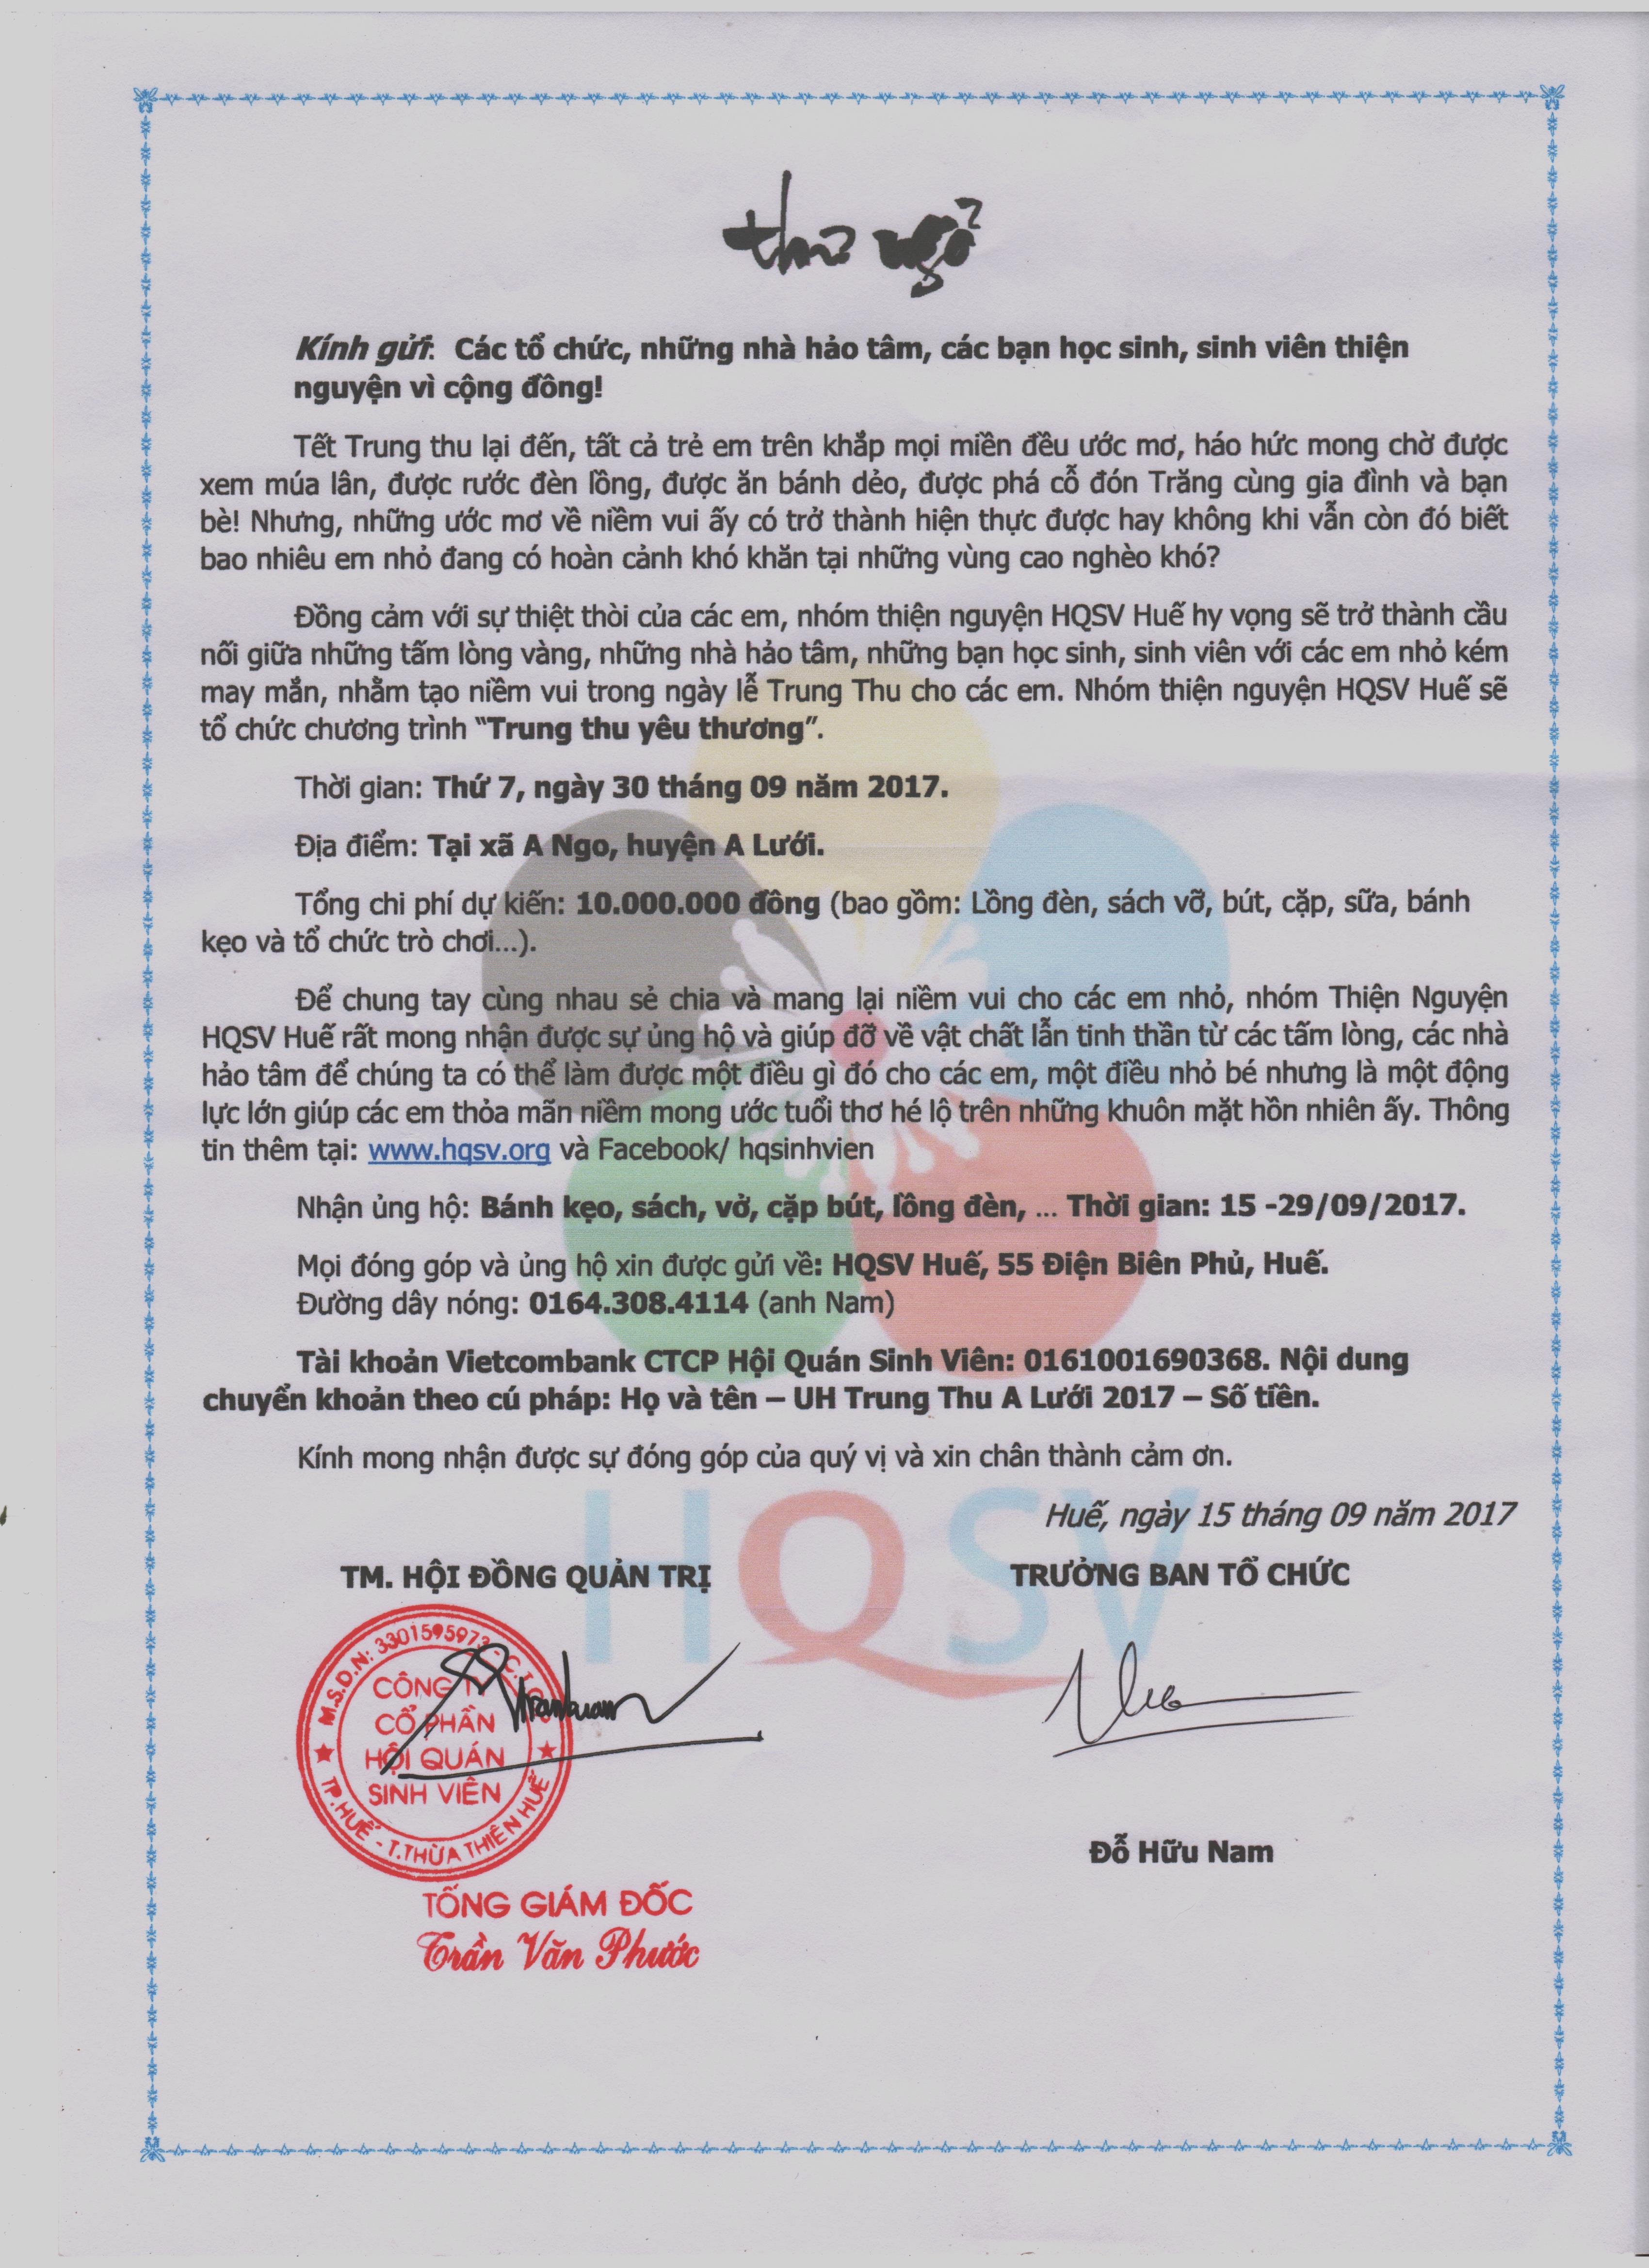 thư ngỏ
Kính gửi: Các tổ chức, những nhà hảo tâm, các bạn học sinh, sinh viên thiện
nguyện vì cộng đồng!
Tết Trung thu lại đến, tất cả trẻ em trên khắp mọi miền đều ước mơ, háo hức mong chờ được
xem múa lân, được rước đèn lồng, được ăn bánh dẻo, được phá cỗ đón Trăng cùng gia đình và bạn
bè! Nhưng, những ước mơ về niềm vui ấy có trở thành hiện thực được hay không khi vẫn còn đó biết
bao nhiêu em nhỏ đang có hoàn cảnh khó khăn tại những vùng cao nghèo khó?
Đồng cảm với sự thiệt thòi của các em, nhóm thiện nguyện HQSV Huế hy vọng sẽ trở thành cầu
nối giữa những tấm lòng vàng, những nhà hảo tâm, những bạn học sinh, sinh viên với các em nhỏ kém
may mắn, nhằm tạo niềm vui trong ngày lễ Trung Thu cho các em. Nhóm thiện nguyện HQSV Huế sẽ
tổ chức chương trình “Trung thu yêu thương”.
Thời gian: Thứ 7, ngày 30 tháng 09 năm 2017.
Địa điểm: Tại xã A Ngo, huyện A Lưới.
Tổng chi phí dự kiến: 10.000.000 đồng (bao gồm: Lồng đèn, sách vỡ, bút, cặp, sữa, bánh
kẹo và tổ chức trò chơi...).
Để chung tay cùng nhau sẻ chia và mang lại niềm vui cho các em nhỏ, nhóm Thiện Nguyện
HQSV Huế rất mong nhận được sự ủng hộ và giúp đỡ về vật chất lẫn tinh thần từ các tấm lòng, các nhà
hảo tâm để chúng ta có thể làm được một điều gì đó cho các em, một điều nhỏ bé nhưng là một động
lực lớn giúp các em thỏa mãn niềm mong ước tuổi thơ hé lộ trên những khuôn mặt hồn nhiên ấy. Thông
tin thêm tại: www.hqsv.org và Facebook/ hqsinhvien
Nhận ủng hộ: Bánh kẹo, sách, vở, cặp bút, lồng đèn, ... Thời gian: 15 -29/09/2017.
Mọi đóng góp và ủng hộ xin được gửi về: HQSV Huế, 55 Điện Biên Phủ, Huế.
Đường dây nóng: 0164.308.4114 (anh Nam)
Tài khoản Vietcombank CTCP Hội Quán Sinh Viên: 0161001690368. Nội dung
chuyển khoản theo cú pháp: Họ và tên – UH Trung Thu A Lưới 2017 – Số tiền.
Kính mong nhận được sự đóng góp của quý vị và xin chân thành cảm ơn.
HQSV
Huế, ngày 15 tháng 09 năm 2017
TM. HỘI ĐỒNG QUẢN TRỊ
TRƯỞNG BAN TỔ CHỨC
M.S.D.N: 3301595973
CÔNG TY
CỔ PHẦN
HỘI QUÁN
SINH VIÊN
TP.HUẾ - T.THỪA THIÊN HUẾ
Đỗ Hữu Nam
TỔNG GIÁM ĐỐC
Trần Văn Phước